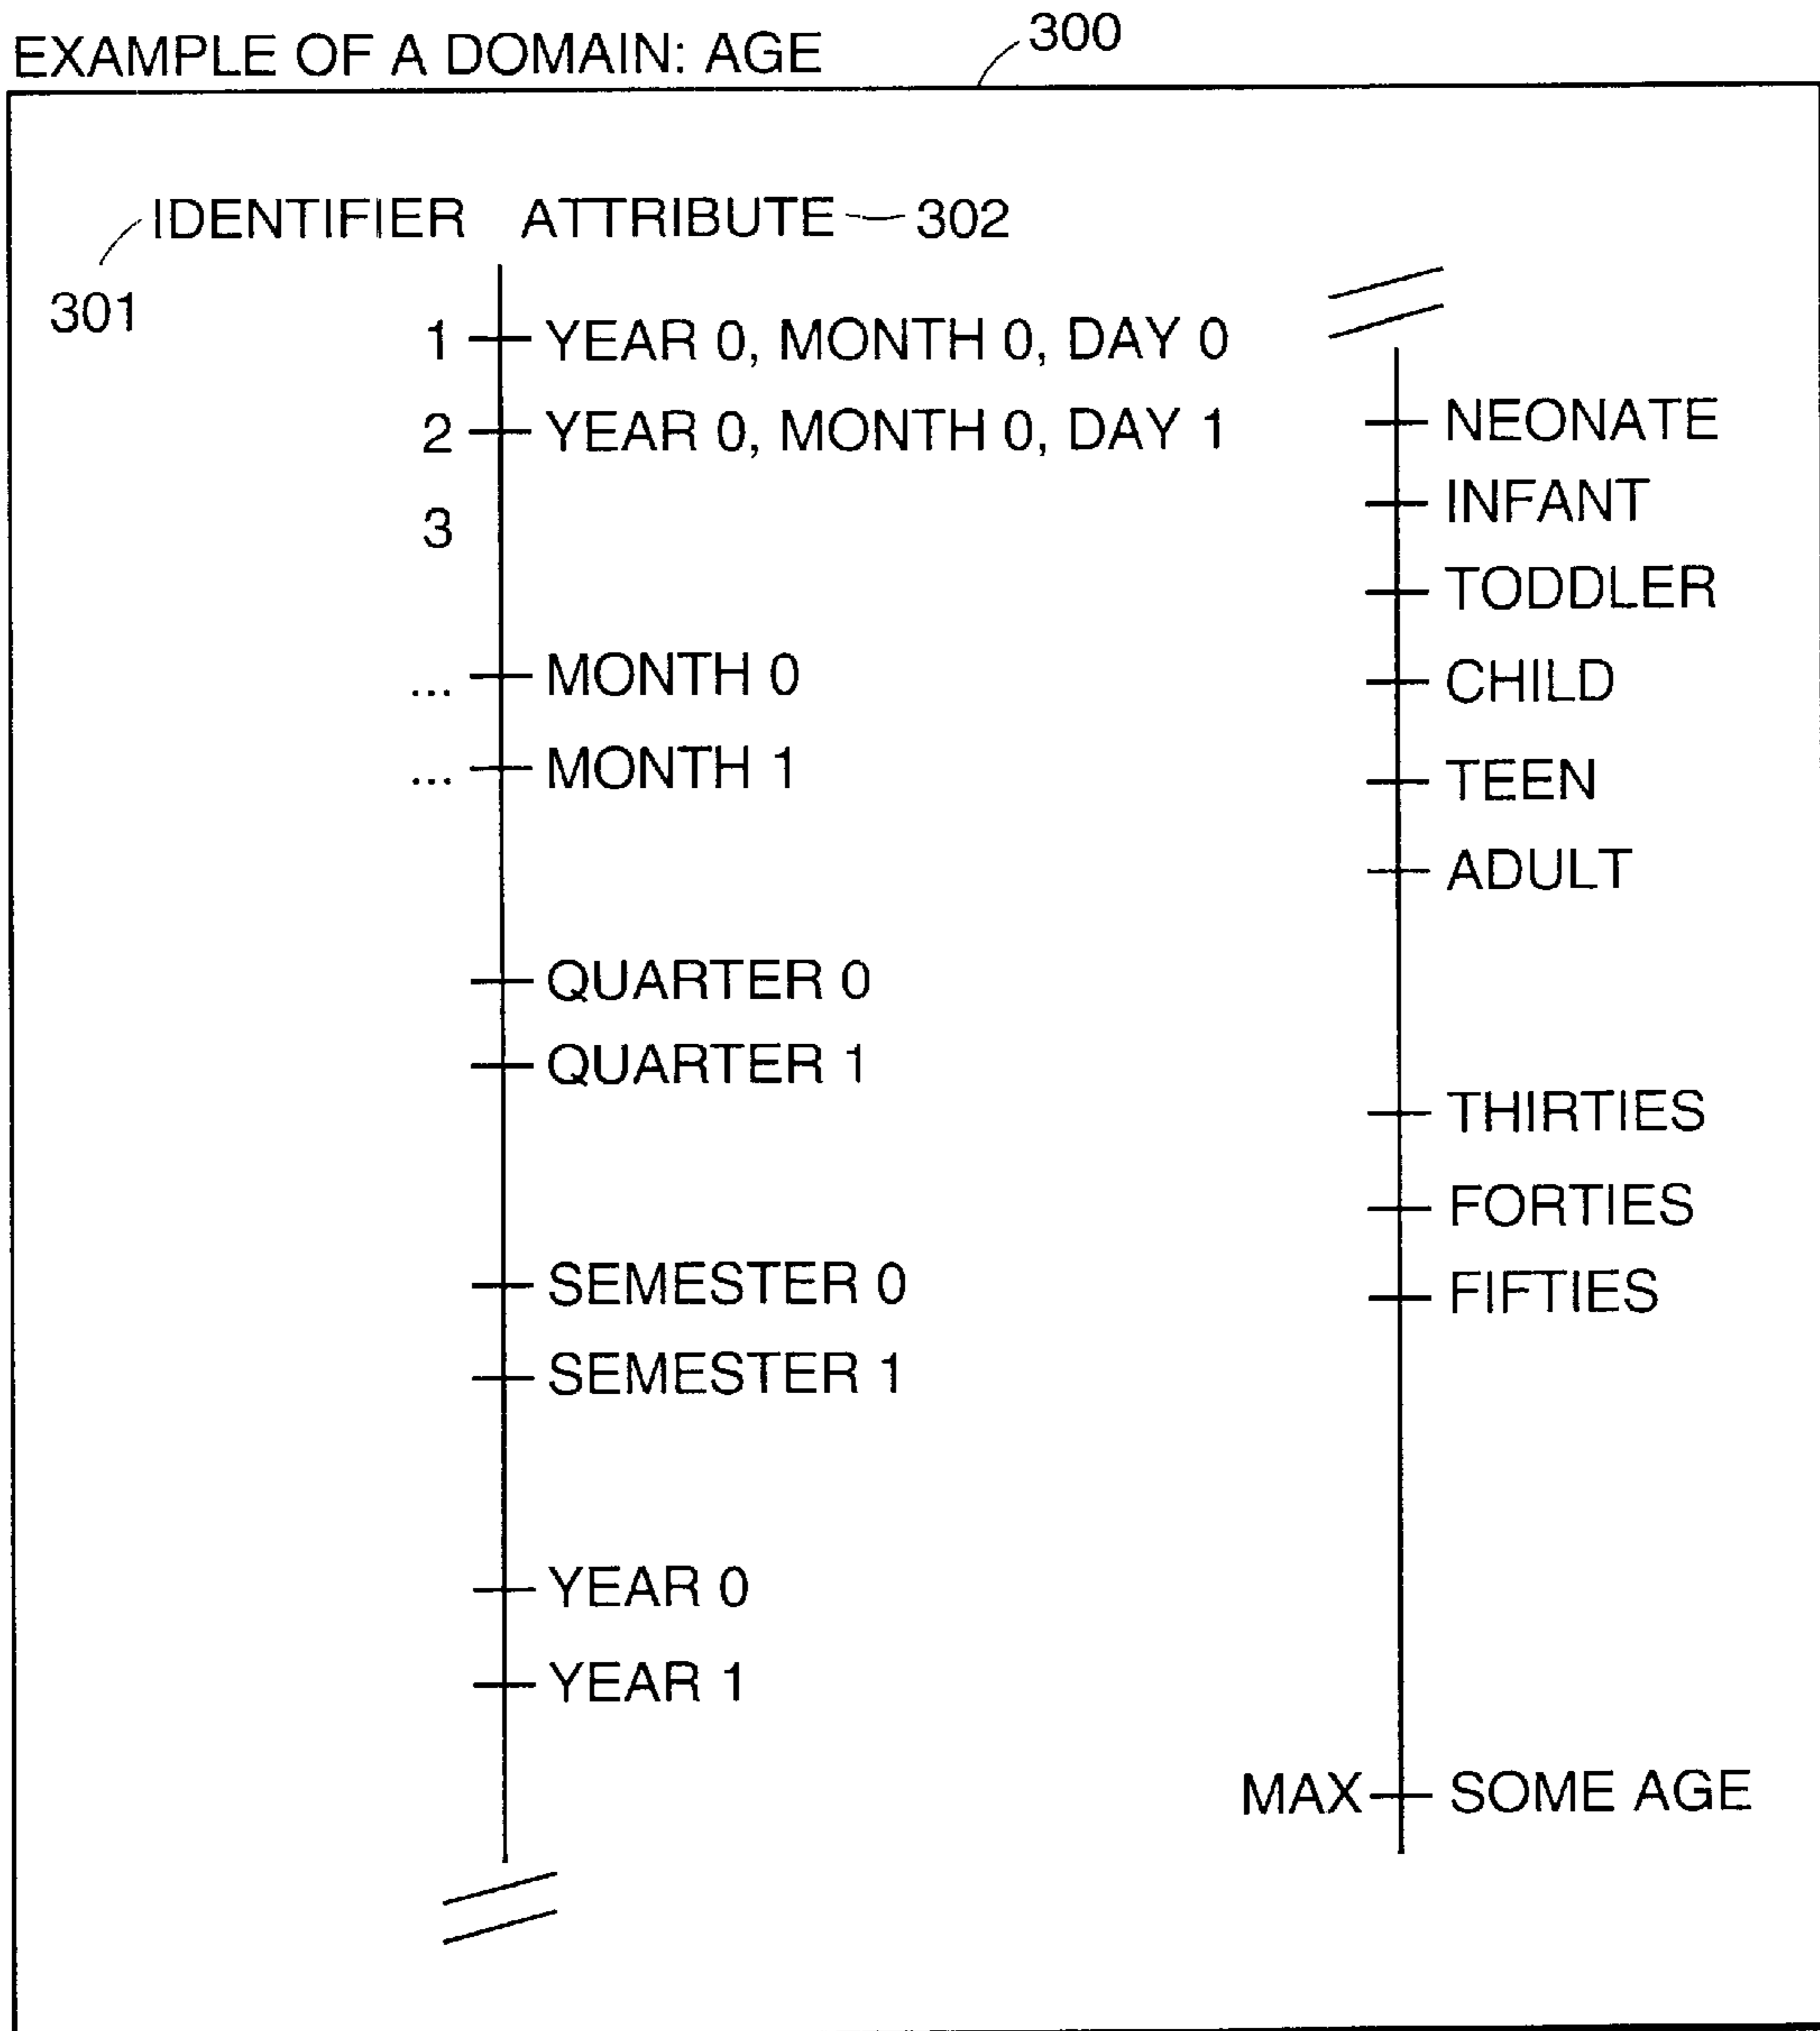 EXAMPLE OF A DOMAIN: AGE
300
IDENTIFIER ATTRIBUTE 302
301
1 YEAR 0, MONTH 0, DAY 0
2 YEAR 0, MONTH 0, DAY 1
3
... MONTH 0
... MONTH 1
QUARTER 0
QUARTER 1
SEMESTER 0
SEMESTER 1
YEAR 0
YEAR 1
NEONATE
INFANT
TODDLER
CHILD
TEEN
ADULT
THIRTIES
FORTIES
FIFTIES
MAX SOME AGE